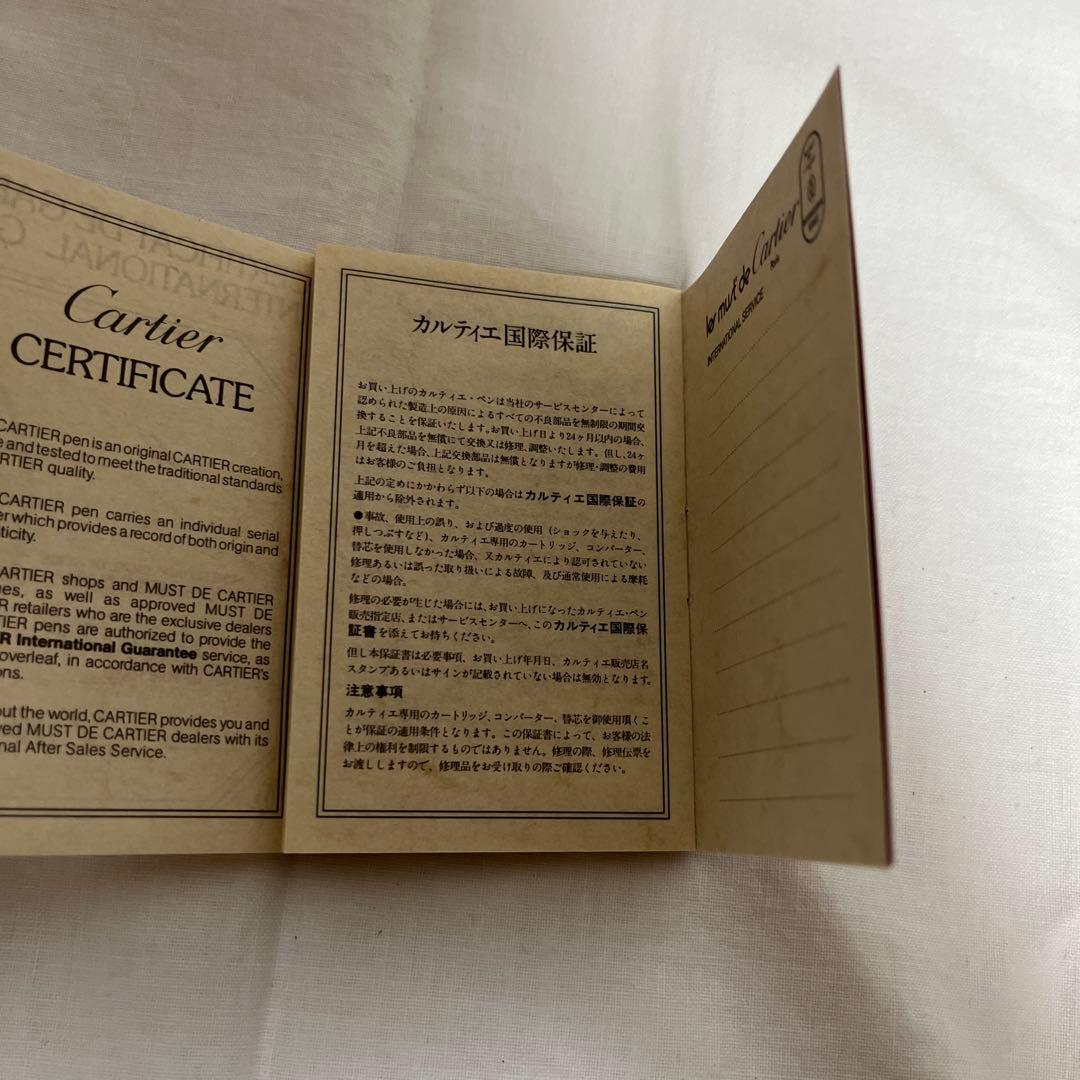 Cartier
CERTIFICATE
CARTIER pen is an original CARTIER creation,
and tested to meet the traditional standards
quality.
CARTIER pen carries an individual serial
which provides a record of both origin and
CARTIER shops and MUST DE CARTIER
as well as approved MUST DE
retailers who are the exclusive dealers
pens are authorized to provide the
International Guarantee service, as
overleaf, in accordance with CARTIER's
the world, CARTIER provides you and
MUST DE CARTIER dealers with its
After Sales Service.
カルティエ国際保証
お買い上げのカルティエ・ペンは当社のサービスセンターによって
認められた製造上の原因によるすべての不良部品を無制限の期間交
換することを保証いたします。お買い上げ日より24ヶ月以内の場合、
上記不良部品を無償にて交換又は修理、調整いたします。但し、24ヶ
月を超えた場合、上記交換部品は無償となりますが修理・調整の費用
はお客様のご負担となります。
上記の定めにかかわらず以下の場合はカルティエ国際保証の
適用から除外されます。
●事故、使用上の誤り、および過度の使用（ショックを与えたり、
押しつぶすなど）、カルティエ専用のカートリッジ、コンバーター、
替芯を使用しなかった場合、又カルティエにより認可されていない
修理あるいは誤った取り扱いによる故障、及び通常使用による摩耗
などの場合。
修理の必要が生じた場合には、お買い上げになったカルティエ・ペン
販売指定店、またはサービスセンターへ、このカルティエ国際保
証書を添えてお持ちください。
但し本保証書は必要事項、お買い上げ年月日、カルティエ販売店名
スタンプあるいはサインが記載されていない場合は無効となります。
注意事項
カルティエ専用のカートリッジ、コンバーター、替芯を御使用頂くこ
とが保証の適用条件となります。この保証書によって、お客様の法
律上の権利を制限するものではありません。修理の際、修理伝票を
お渡ししますので、修理品をお受け取りの際ご確認ください。
les must de Cartier
Paris
INTERNATIONAL SERVICE